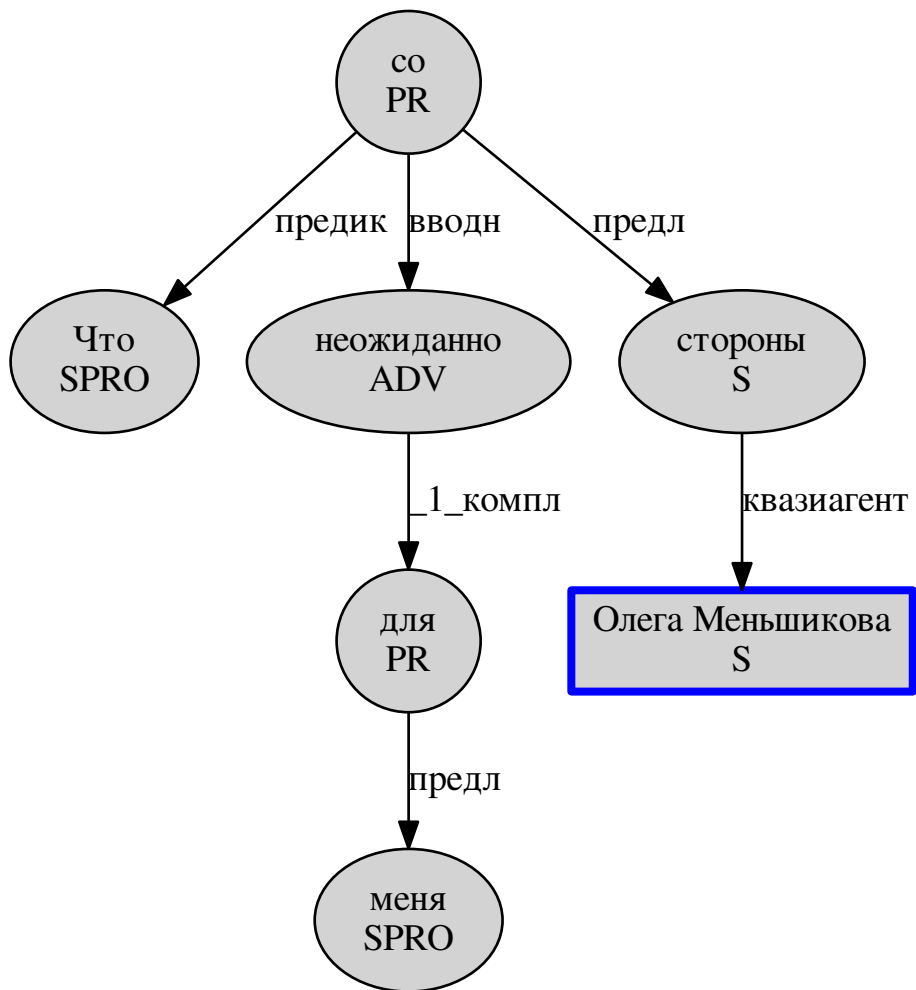 со
PR
предик
вводн
предл
Что
SPRO
неожиданно
ADV
стороны
S
_1_компл
квазиагент
для
PR
Олега Меньшикова
S
предл
меня
SPRO